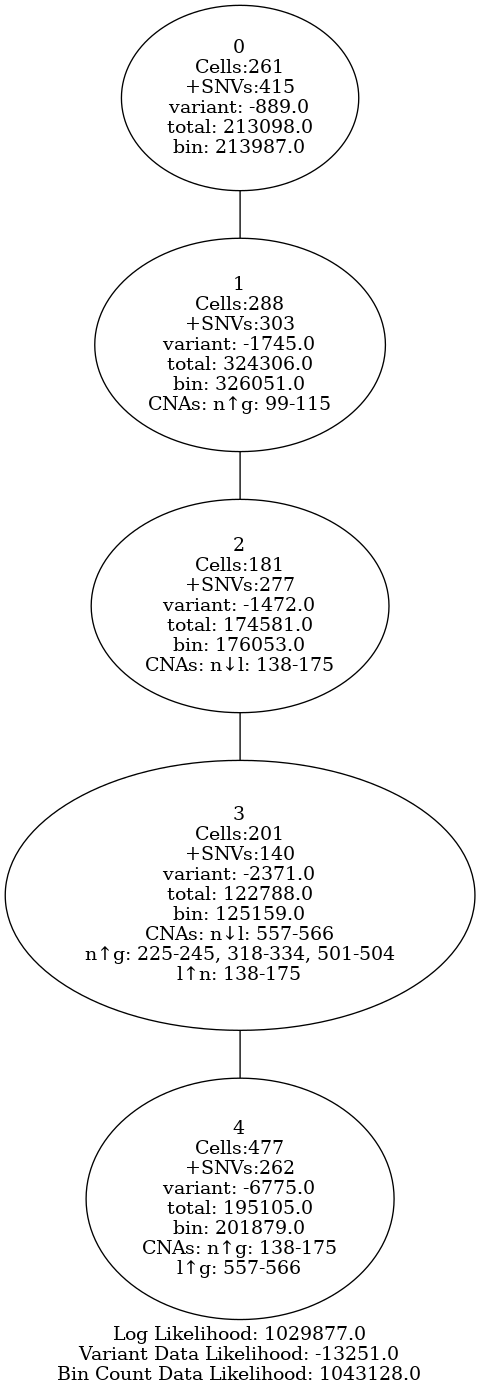 0
Cells:261
+SNVs:415
variant: -889.0
total: 213098.0
bin: 213987.0
1
Cells:288
+SNVs:303
variant: -1745.0
total: 324306.0
bin: 326051.0
CNAs: n↑g: 99-115
2
Cells:181
+SNVs:277
variant: -1472.0
total: 174581.0
bin: 176053.0
CNAs: n↓l: 138-175
3
Cells:201
+SNVs:140
variant: -2371.0
total: 122788.0
bin: 125159.0
CNAs: n↓l: 557-566
n↑g: 225-245, 318-334, 501-504
l↑n: 138-175
4
Cells:477
+SNVs:262
variant: -6775.0
total: 195105.0
bin: 201879.0
CNAs: n↑g: 138-175
l↑g: 557-566
Log Likelihood: 1029877.0
Variant Data Likelihood: -13251.0
Bin Count Data Likelihood: 1043128.0